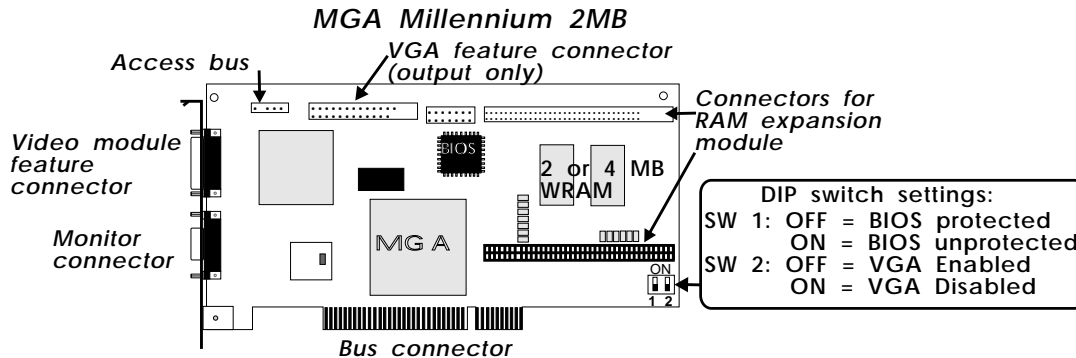 MGA Millennium 2MB
VGA feature connector
(output only)
Access bus
Connectors for
RAM expansion
module
Video module
feature
connector
BIOS
2 or 4 MB
WRAM
DIP switch settings:
SW 1: OFF = BIOS protected
ON = BIOS unprotected
SW 2: OFF = VGA Enabled
ON = VGA Disabled
Monitor
connector
MGA
ON
1 2
Bus connector